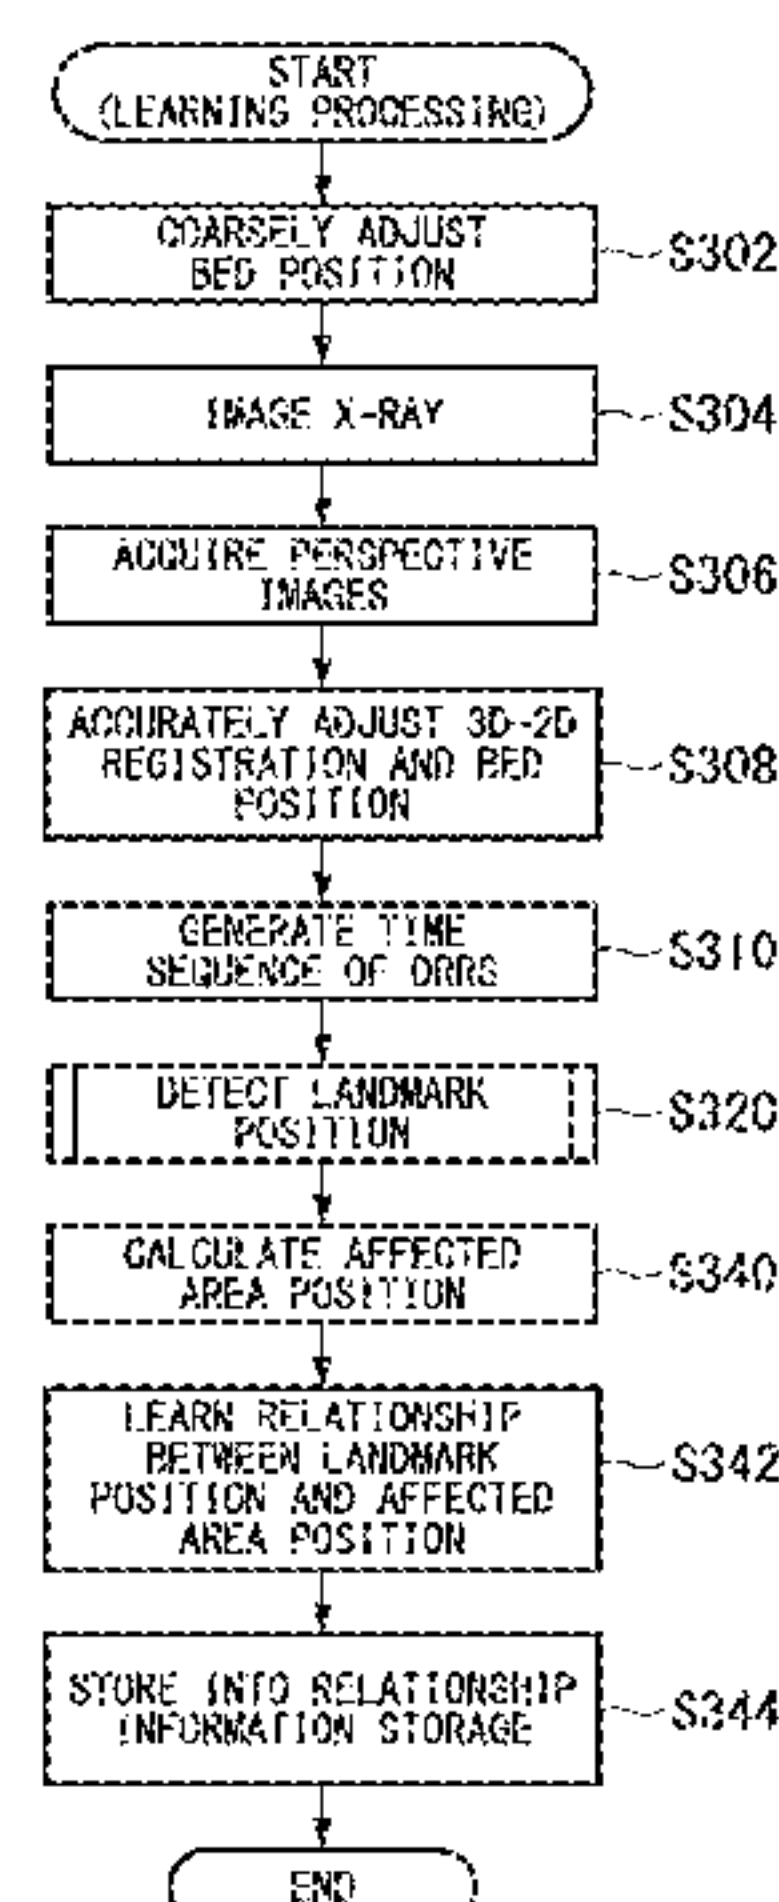 START
(LEARNING PROCESSING)
COARSELY ADJUST
BED POSITION
S302
IMAGE X-RAY
S304
ACQUIRE PERSPECTIVE
IMAGES
S306
ACCURATELY ADJUST 3D-2D
REGISTRATION AND BED
POSITION
S308
GENERATE TIME
SEQUENCE OF DRRS
S310
DETECT LANDMARK
POSITION
S320
CALCULATE AFFECTED
AREA POSITION
S340
LEARN RELATIONSHIP
BETWEEN LANDMARK
POSITION AND AFFECTED
AREA POSITION
S342
STORE INTO RELATIONSHIP
INFORMATION STORAGE
S344
END